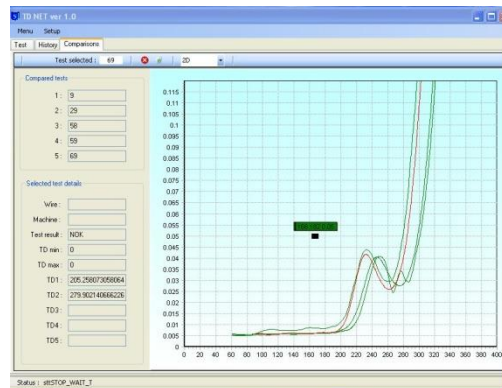 TD NET ver 1.0
Menu Setup
Test History Comparisons
Test selected : 69 2D
Compared tests
1 : 9
2 : 29
3 : 58
4 : 59
5 : 69
Selected test details
Wire :
Machine :
Test result : NOK
TD min : 0
TD max : 0
TD1 : 205.258073058064
TD2 : 279.902140666226
TD3 :
TD4 :
TD5 :
0.115
0.11
0.105
0.1
0.095
0.09
0.085
0.08
0.075
0.07
0.065
0.06
0.055
0.05
0.045
0.04
0.035
0.03
0.025
0.02
0.015
0.01
0.005
0
0 20 40 60 80 100 120 140 160 180 200 220 240 260 280 300 320 340 360 380 400
Status : sttSTOP_WAIT_T